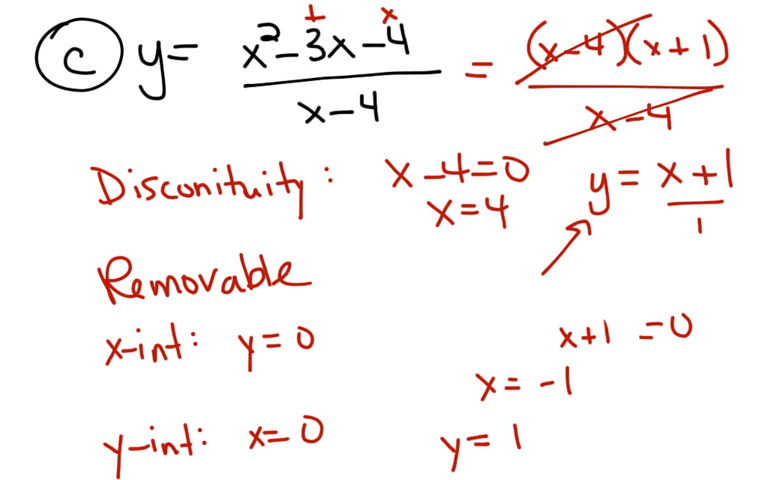 C y = (x² - 3x - 4)/(x - 4) = ((x-4)(x+1))/(x-4)
+ x
Disconituity: x - 4 = 0 y = (x+1)/1
x = 4
Removable
x-int: y = 0 x+1 = 0
x = -1
y-int: x = 0 y = 1